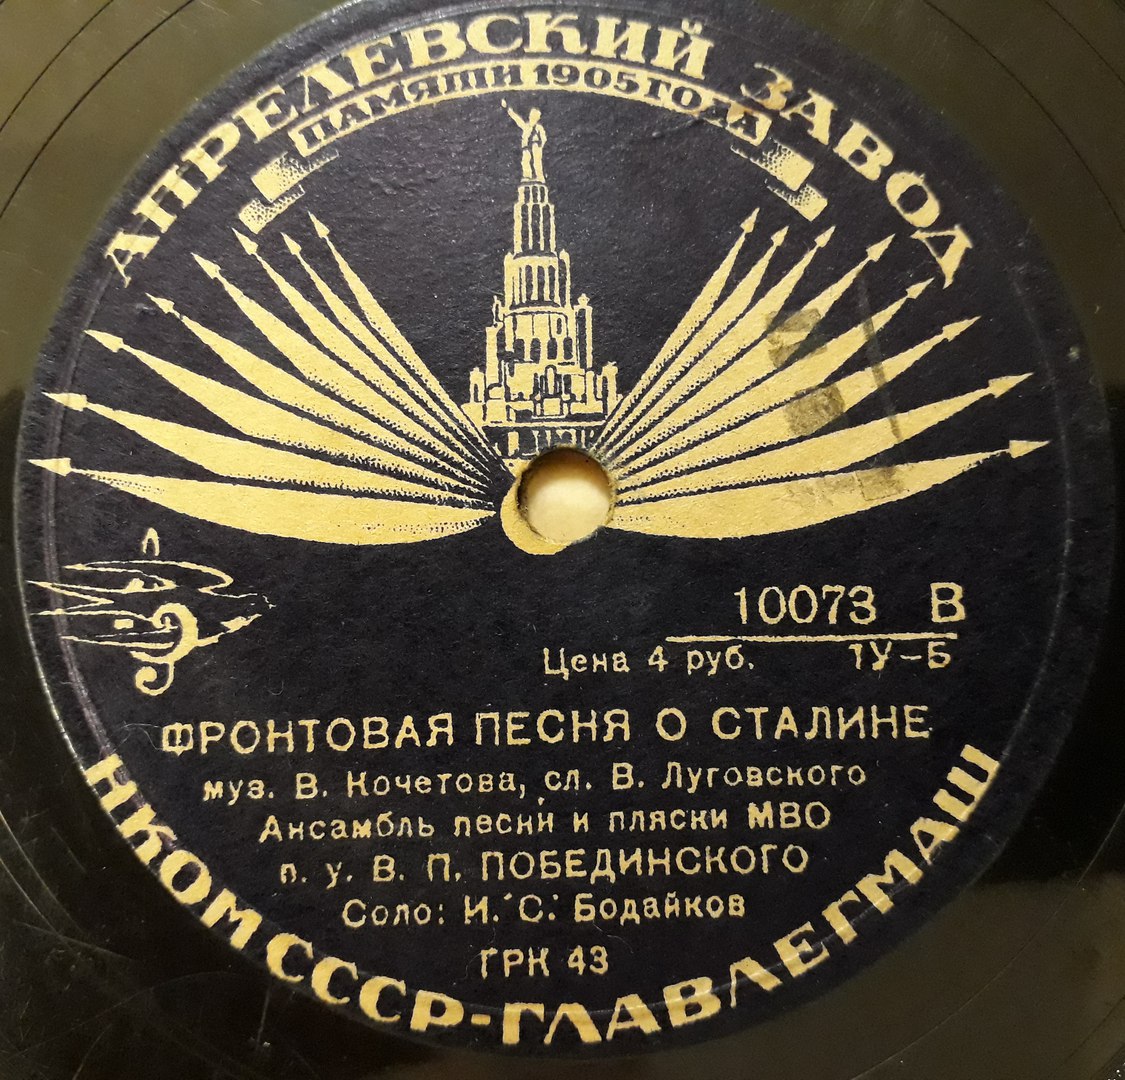 АПРЕЛЕВСКИЙ ЗАВОД
ПАМЯТИ 1905 ГОДА
10073 В
Цена 4 руб. ТУ-Б
ФРОНТОВАЯ ПЕСНЯ О СТАЛИНЕ
муз. В. Кочетова, сл. В. Луговского
Ансамбль песни и пляски МВО
п. у. В. П. ПОБЕДИНСКОГО
Соло: И. С. Бодайков
ГРК 43
НКОМ СССР-ГЛАВЛЕГМАШ